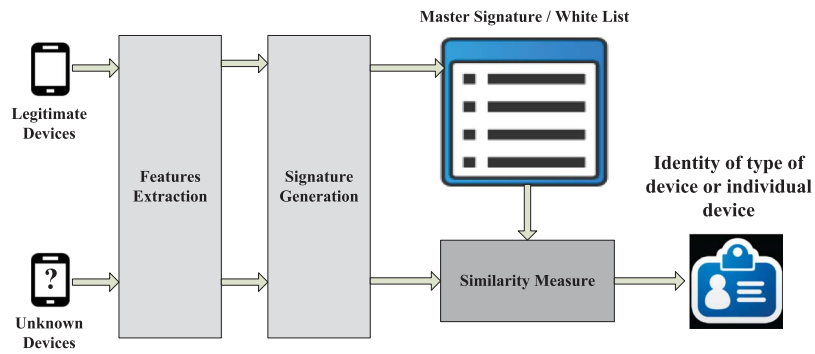 Master Signature / White List
Legitimate
Devices
Features
Extraction
Signature
Generation
Identity of type of
device or individual
device
?
Similarity Measure
Unknown
Devices